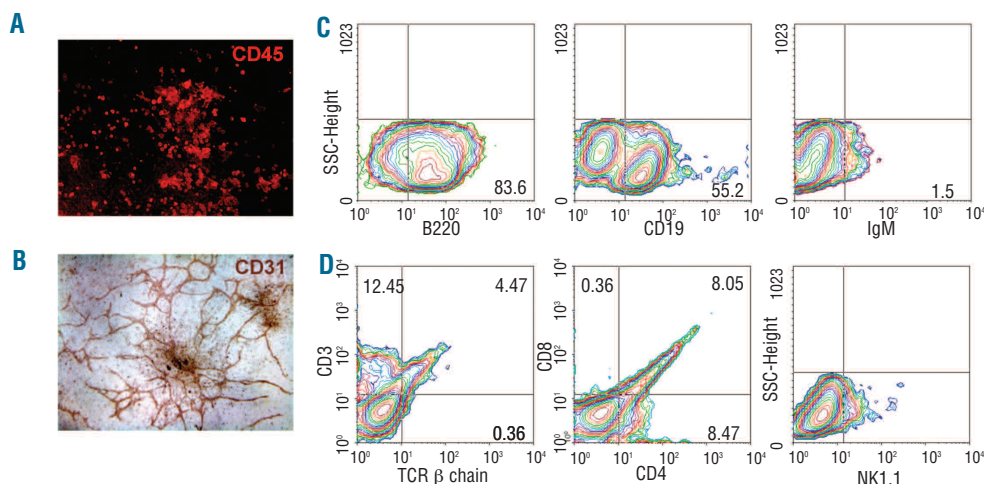 A
CD45
B
CD31
C
SSC-Height
1023
0
83.6
10⁰ 10¹ 10² 10³ 10⁴
B220
1023
0
55.2
10⁰ 10¹ 10² 10³ 10⁴
CD19
1023
0
1.5
10⁰ 10¹ 10² 10³ 10⁴
IgM
D
CD3
10⁴
10³
10²
10¹
10⁰
12.45 4.47
0.36
10⁰ 10¹ 10² 10³ 10⁴
TCR β chain
CD8
10⁴
10³
10²
10¹
10⁰
0.36 8.05
8.47
10⁰ 10¹ 10² 10³ 10⁴
CD4
SSC-Height
1023
0
10⁰ 10¹ 10² 10³ 10⁴
NK1.1